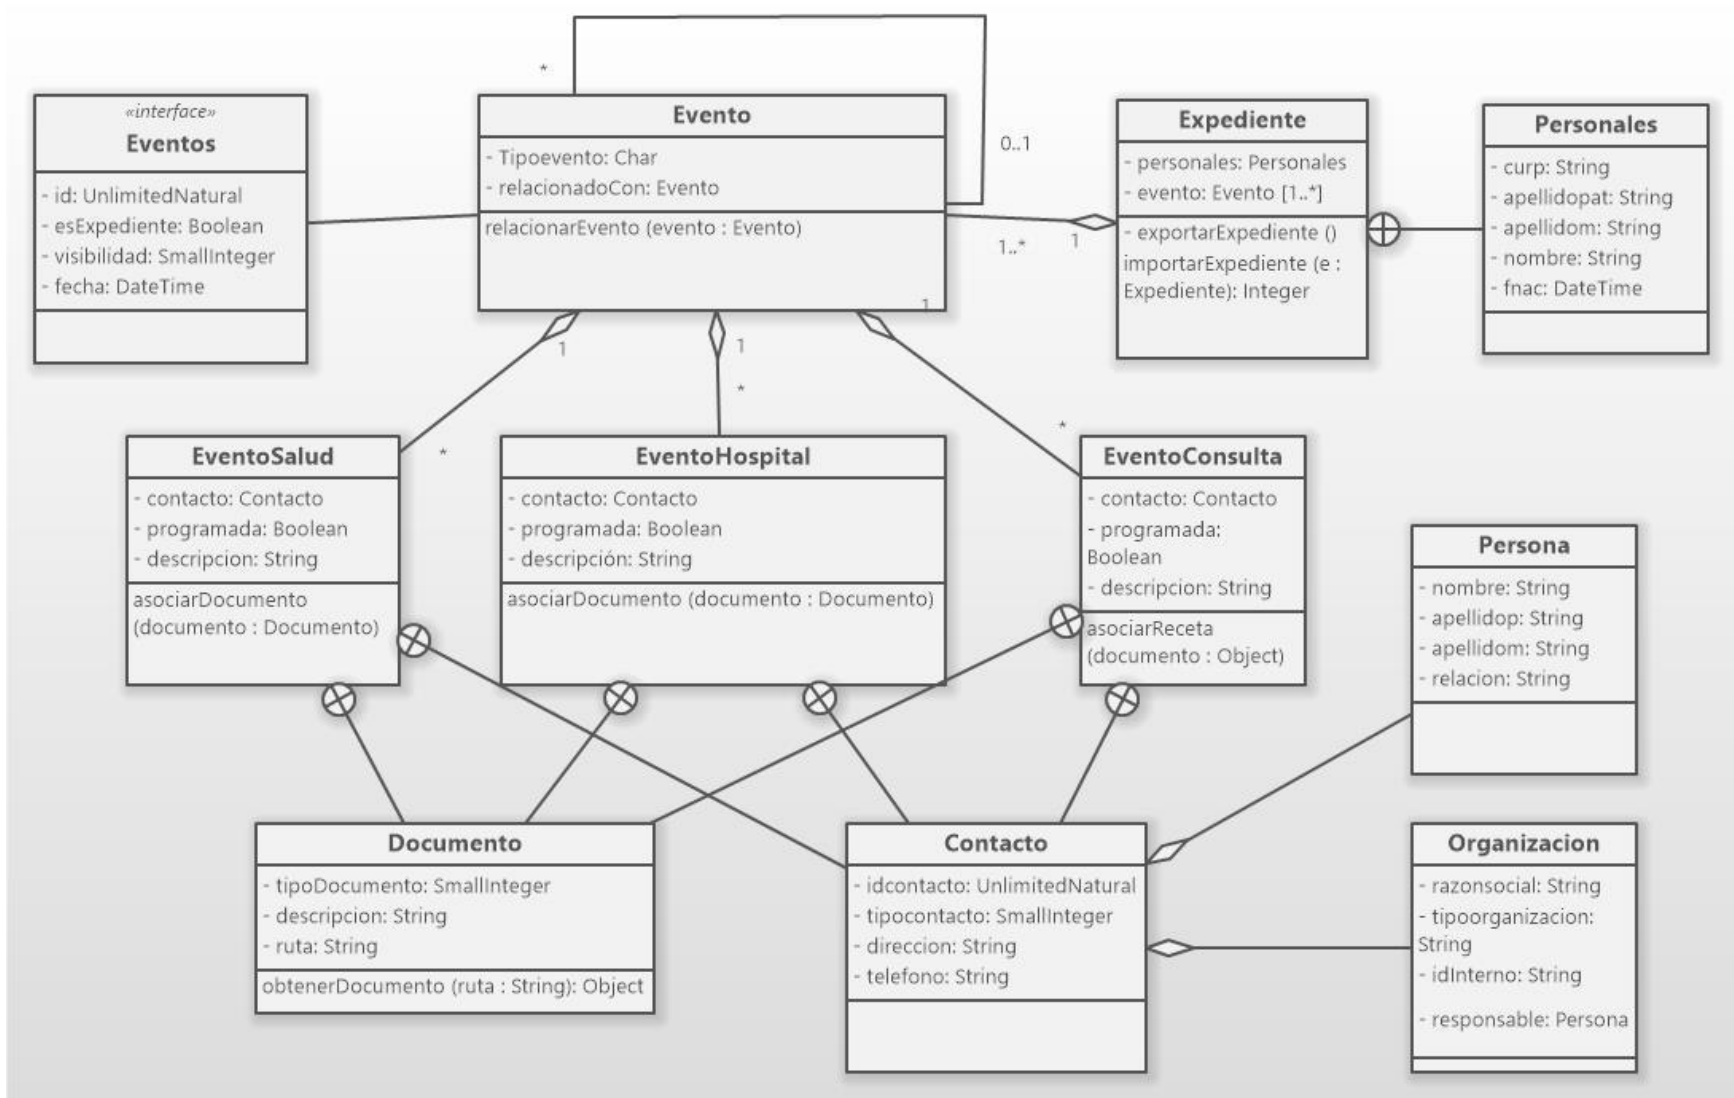 *
«interface»
Eventos
- id: UnlimitedNatural
- esExpediente: Boolean
- visibilidad: SmallInteger
- fecha: DateTime
Evento
- Tipoevento: Char
- relacionadoCon: Evento
relacionarEvento (evento : Evento)
0..1
1..*
1
Expediente
- personales: Personales
- evento: Evento [1..*]
- exportarExpediente ()
importarExpediente (e :
Expediente): Integer
Personales
- curp: String
- apellidopat: String
- apellidom: String
- nombre: String
- fnac: DateTime
1
1
1
*
*
*
EventoSalud
- contacto: Contacto
- programada: Boolean
- descripcion: String
asociarDocumento
(documento : Documento)
EventoHospital
- contacto: Contacto
- programada: Boolean
- descripción: String
asociarDocumento (documento : Documento)
EventoConsulta
- contacto: Contacto
- programada:
Boolean
- descripcion: String
asociarReceta
(documento : Object)
Persona
- nombre: String
- apellidop: String
- apellidom: String
- relacion: String
Documento
- tipoDocumento: SmallInteger
- descripcion: String
- ruta: String
obtenerDocumento (ruta : String): Object
Contacto
- idcontacto: UnlimitedNatural
- tipocontacto: SmallInteger
- direccion: String
- telefono: String
Organizacion
- razonsocial: String
- tipoorganizacion:
String
- idInterno: String
- responsable: Persona